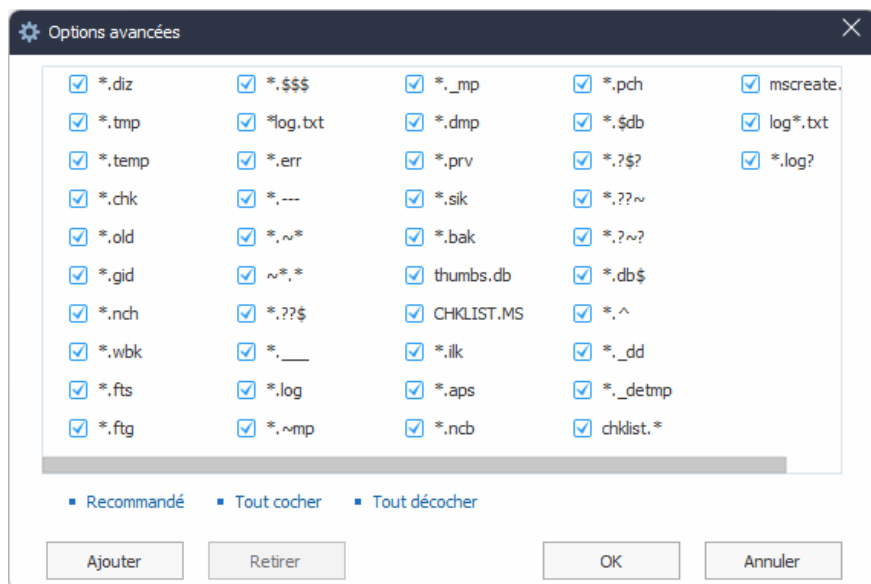 Options avancées
*.diz *.$$$ *._mp *.pch mscreate.
*.tmp *log.txt *.dmp *.$db log*.txt
*.temp *.err *.prv *.?$? *.log?
*.chk *.--- *.sik *.??~
*.old *.~* *.bak *.?~?
*.gid ~*.* thumbs.db *.db$
*.nch *.??$ CHKLIST.MS *.^
*.wbk *.___ *.ilk *._dd
*.fts *.log *.aps *._detmp
*.ftg *.~mp *.ncb chklist.*
Recommandé Tout cocher Tout décocher
Ajouter Retirer OK Annuler